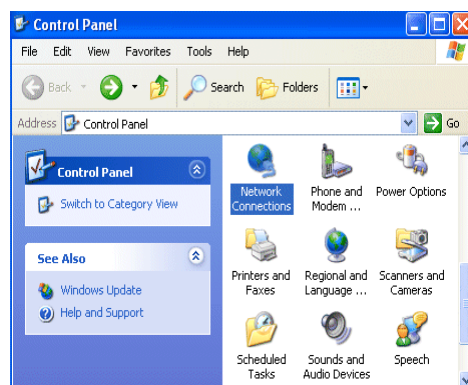 Control Panel
File Edit View Favorites Tools Help
Back Search Folders
Address Control Panel Go
Control Panel
Switch to Category View
See Also
Windows Update
Help and Support
Network Connections
Phone and Modem ...
Power Options
Printers and Faxes
Regional and Language ...
Scanners and Cameras
Scheduled Tasks
Sounds and Audio Devices
Speech